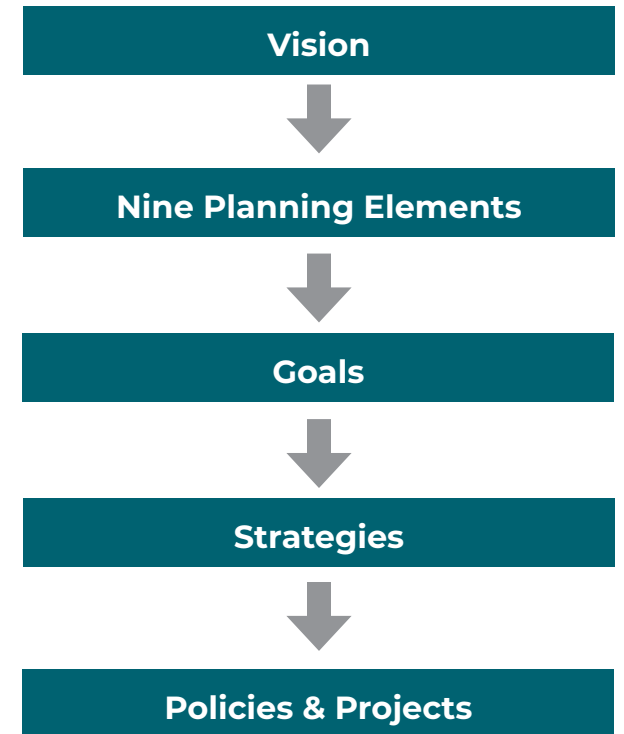 Vision
Nine Planning Elements
Goals
Strategies
Policies & Projects